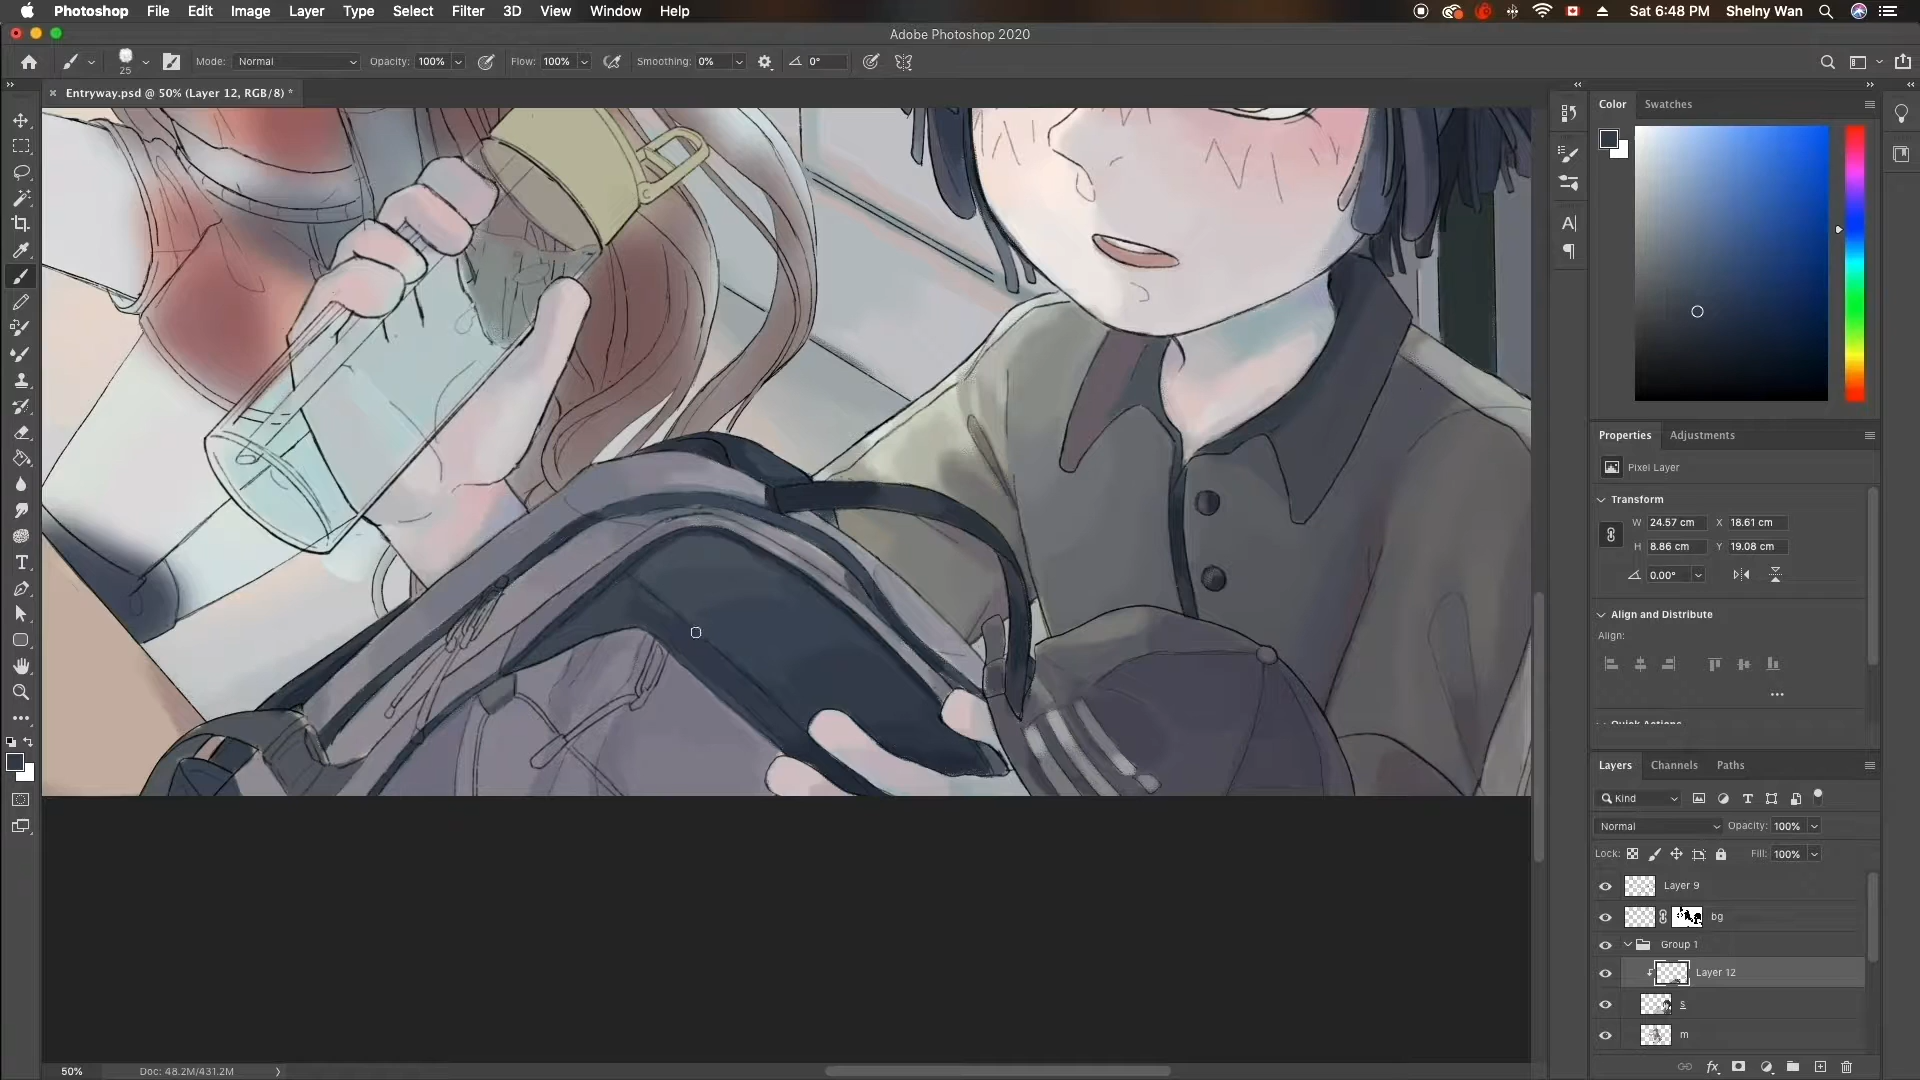 Photoshop File Edit Image Layer Type Select Filter 3D View Window Help Sat 6:48 PM Shelny Wan
Adobe Photoshop 2020
25 Mode: Normal Opacity: 100% Flow: 100% Smoothing: 0% 0°
Entryway.psd @ 50% (Layer 12, RGB/8) *
Color Swatches
Properties Adjustments
Pixel Layer
Transform
W 24.57 cm X 18.61 cm
H 8.86 cm Y 19.08 cm
0.00°
Align and Distribute
Align:
Quick Actions
Layers Channels Paths
Kind
Normal Opacity: 100%
Lock: Fill: 100%
Layer 9
bg
Group 1
Layer 12
s
m
50% Doc: 48.2M/431.2M